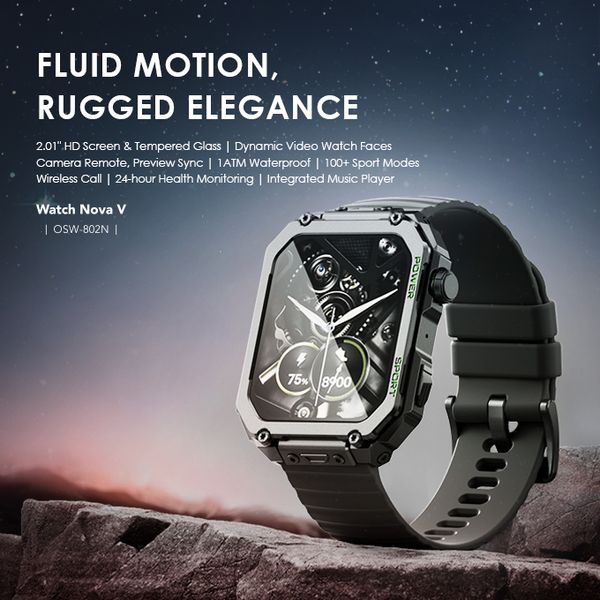 FLUID MOTION,
RUGGED ELEGANCE
2.01" HD Screen & Tempered Glass | Dynamic Video Watch Faces
Camera Remote, Preview Sync | 1ATM Waterproof | 100+ Sport Modes
Wireless Call | 24-hour Health Monitoring | Integrated Music Player
Watch Nova V
| OSW-802N |
POWER
SPORT
75%
8900